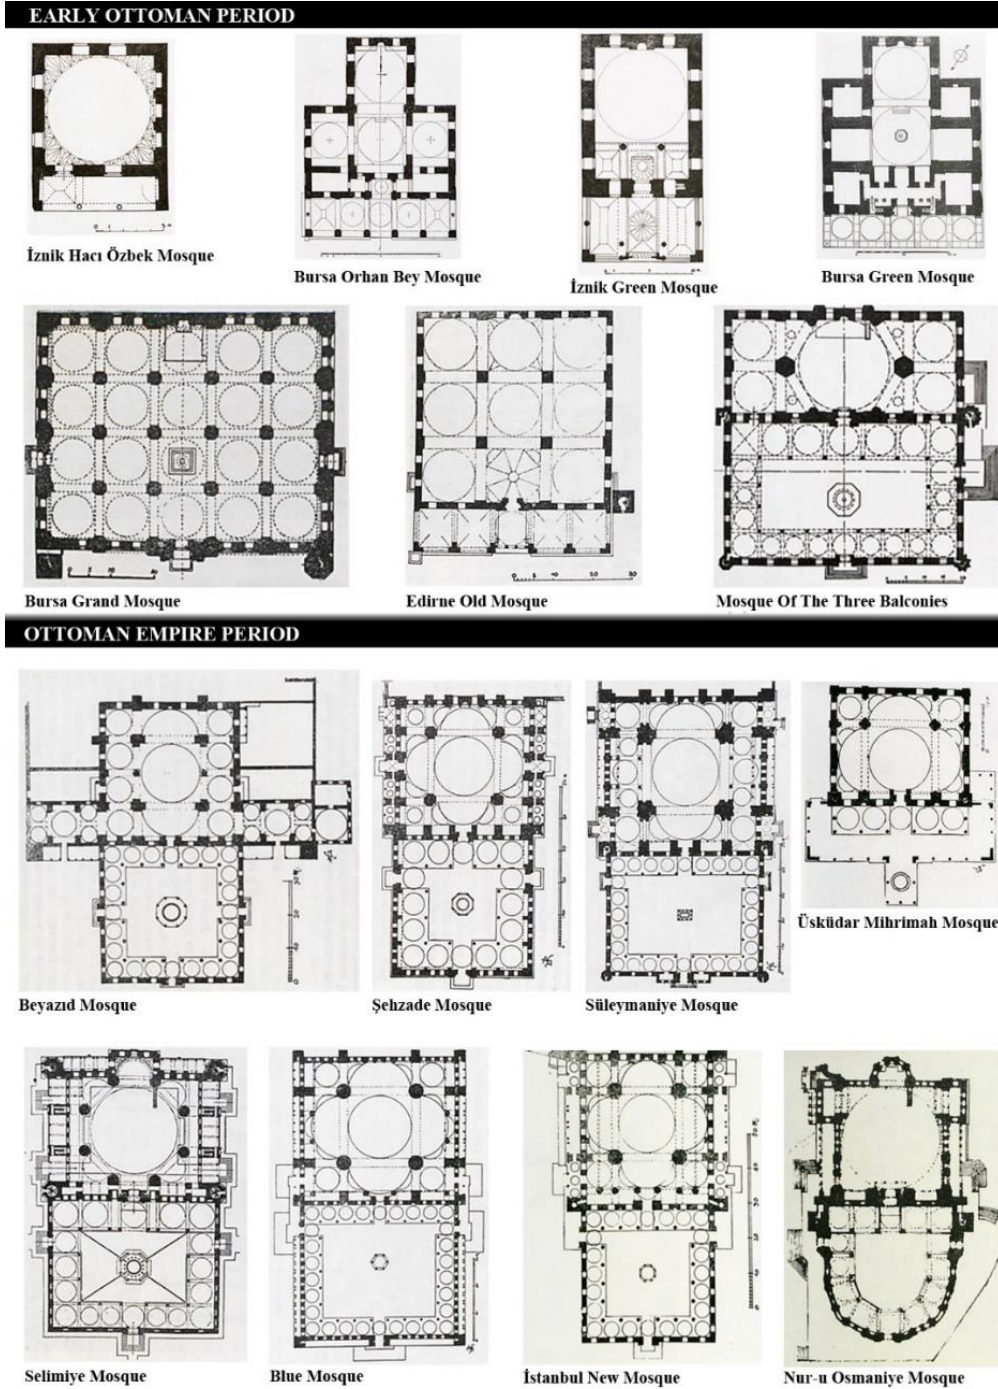 EARLY OTTOMAN PERIOD
İznik Hacı Özbek Mosque
Bursa Orhan Bey Mosque
İznik Green Mosque
Bursa Green Mosque
Bursa Grand Mosque
Edirne Old Mosque
Mosque Of The Three Balconies
OTTOMAN EMPIRE PERIOD
Beyazıd Mosque
Şehzade Mosque
Süleymaniye Mosque
Üsküdar Mihrimah Mosque
Selimiye Mosque
Blue Mosque
İstanbul New Mosque
Nur-u Osmaniye Mosque